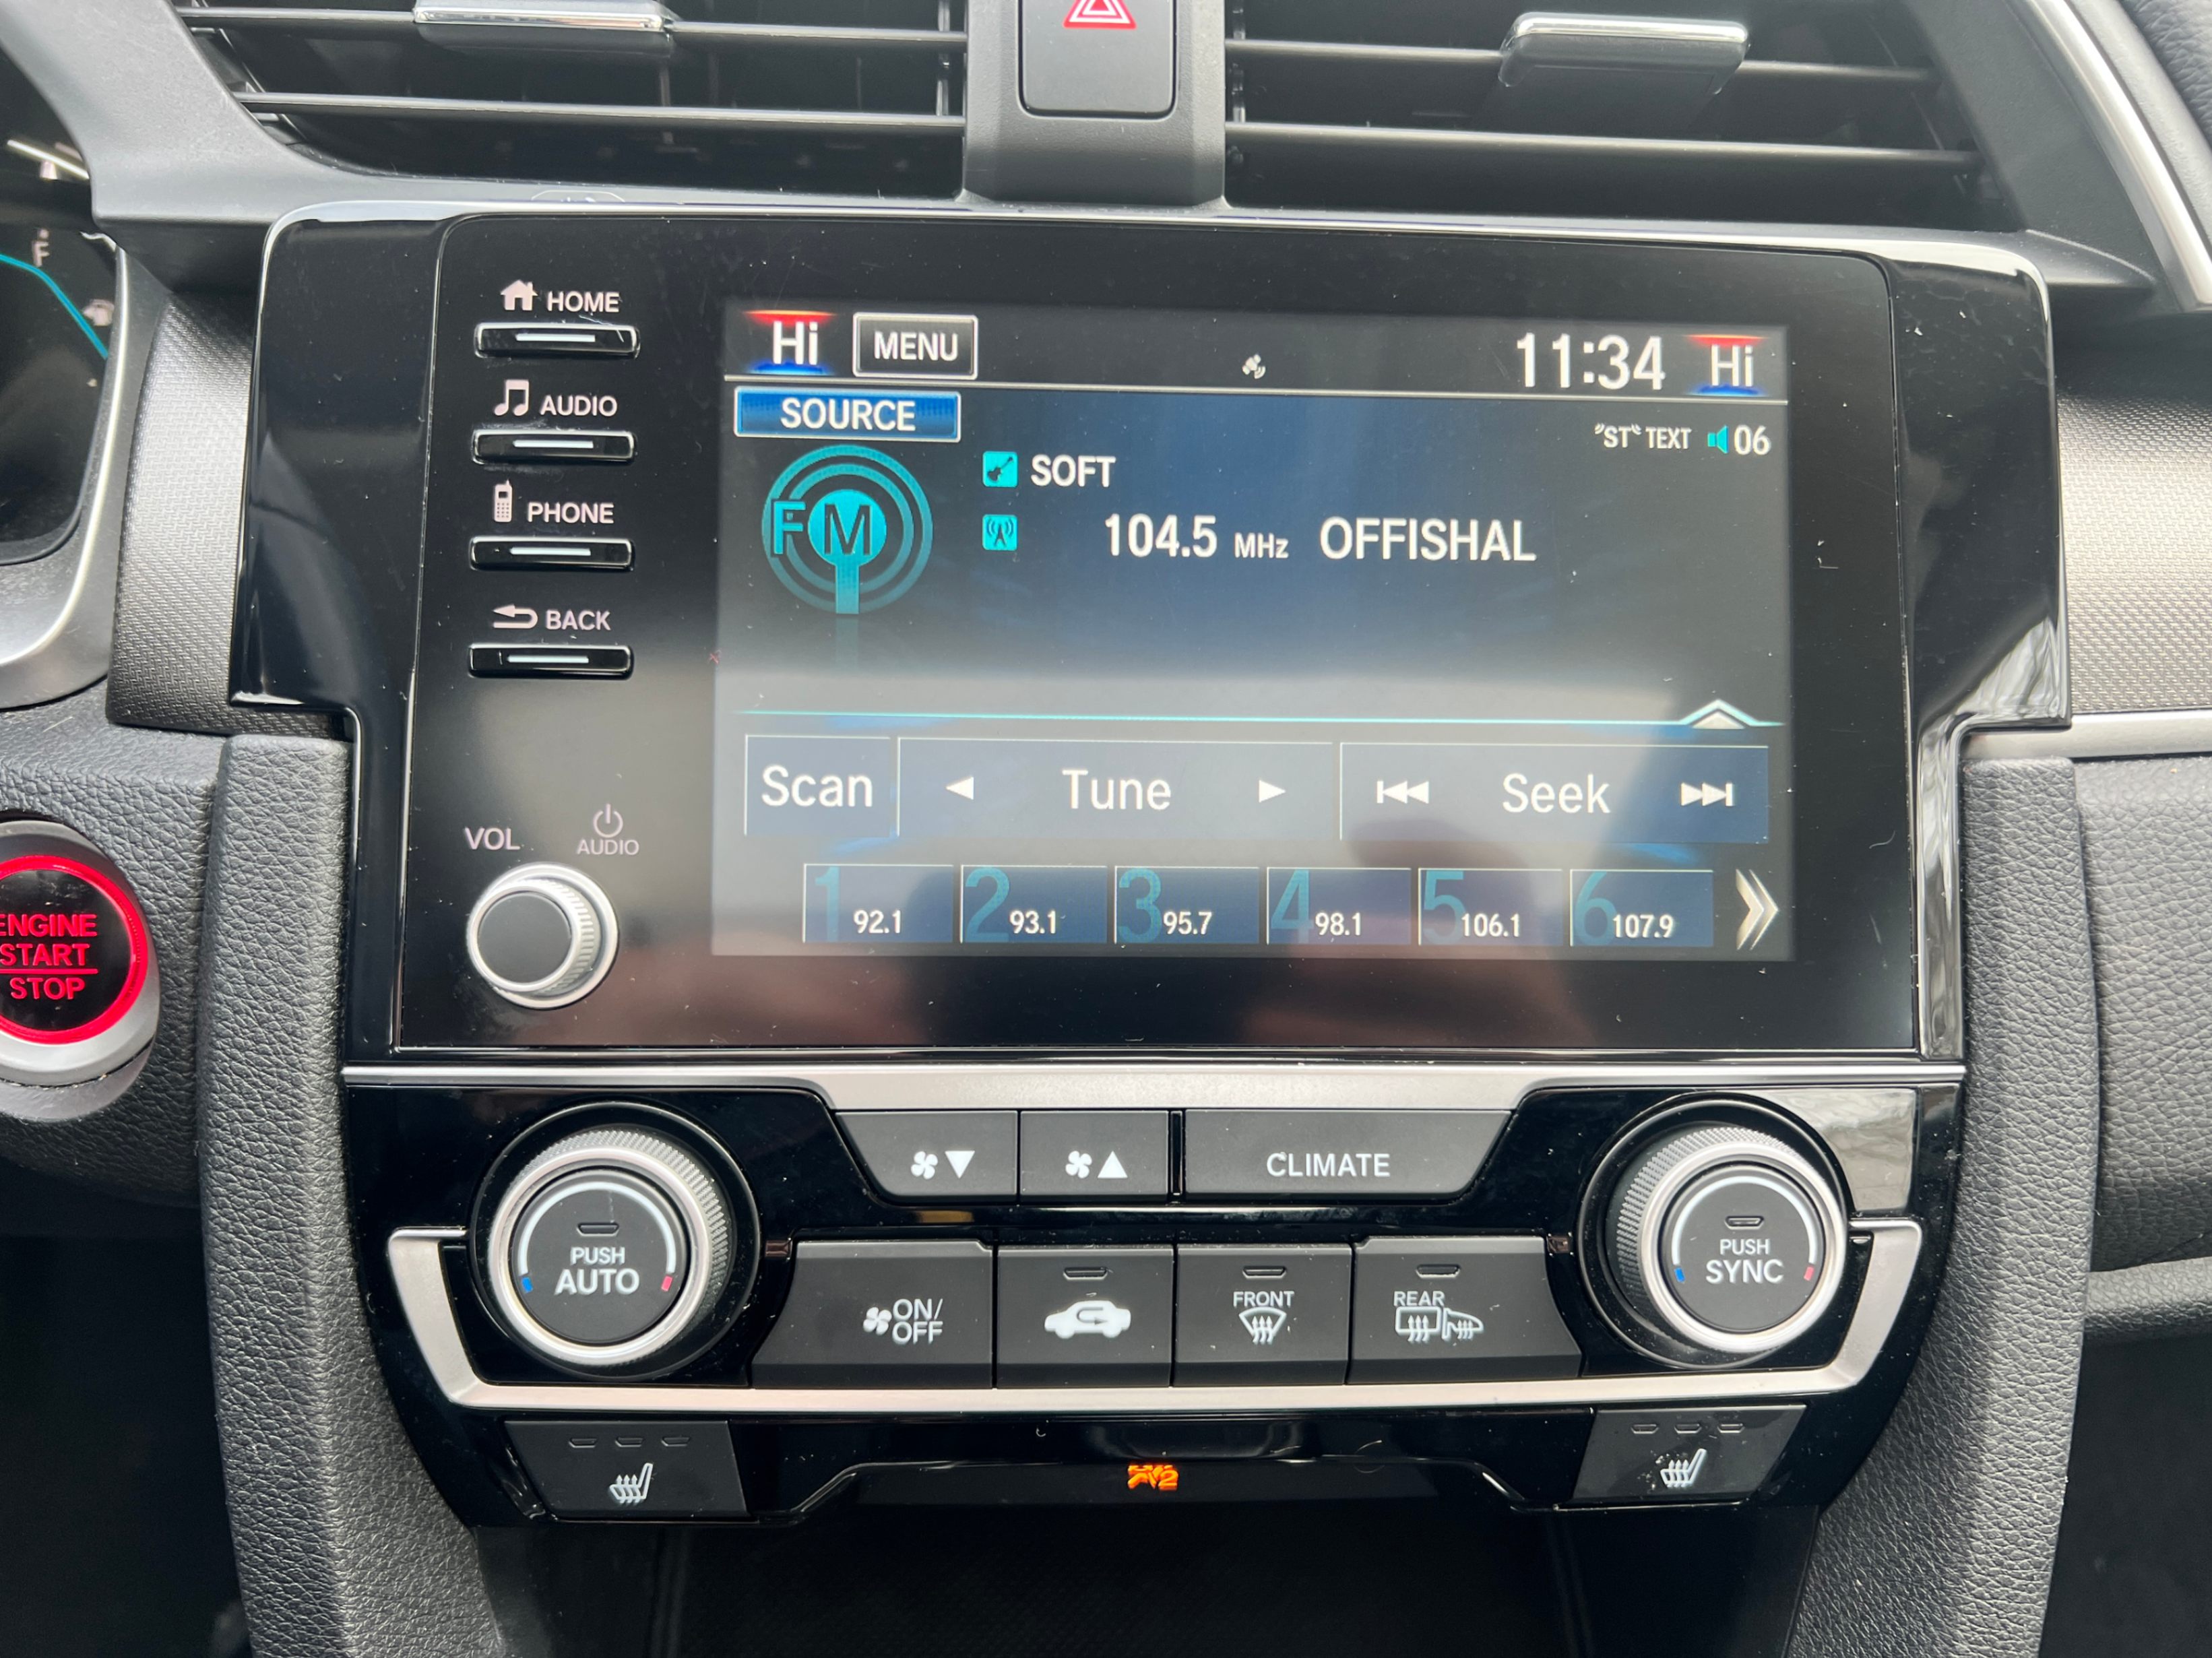 F
HOME
AUDIO
PHONE
BACK
VOL
AUDIO
ENGINE
START
STOP
Hi MENU 11:34 Hi
SOURCE
"ST" TEXT 06
FM
SOFT
104.5 MHz OFFISHAL
Scan Tune Seek
1 92.1 2 93.1 3 95.7 4 98.1 5 106.1 6 107.9
CLIMATE
PUSH
AUTO
ON/
OFF
FRONT
REAR
PUSH
SYNC